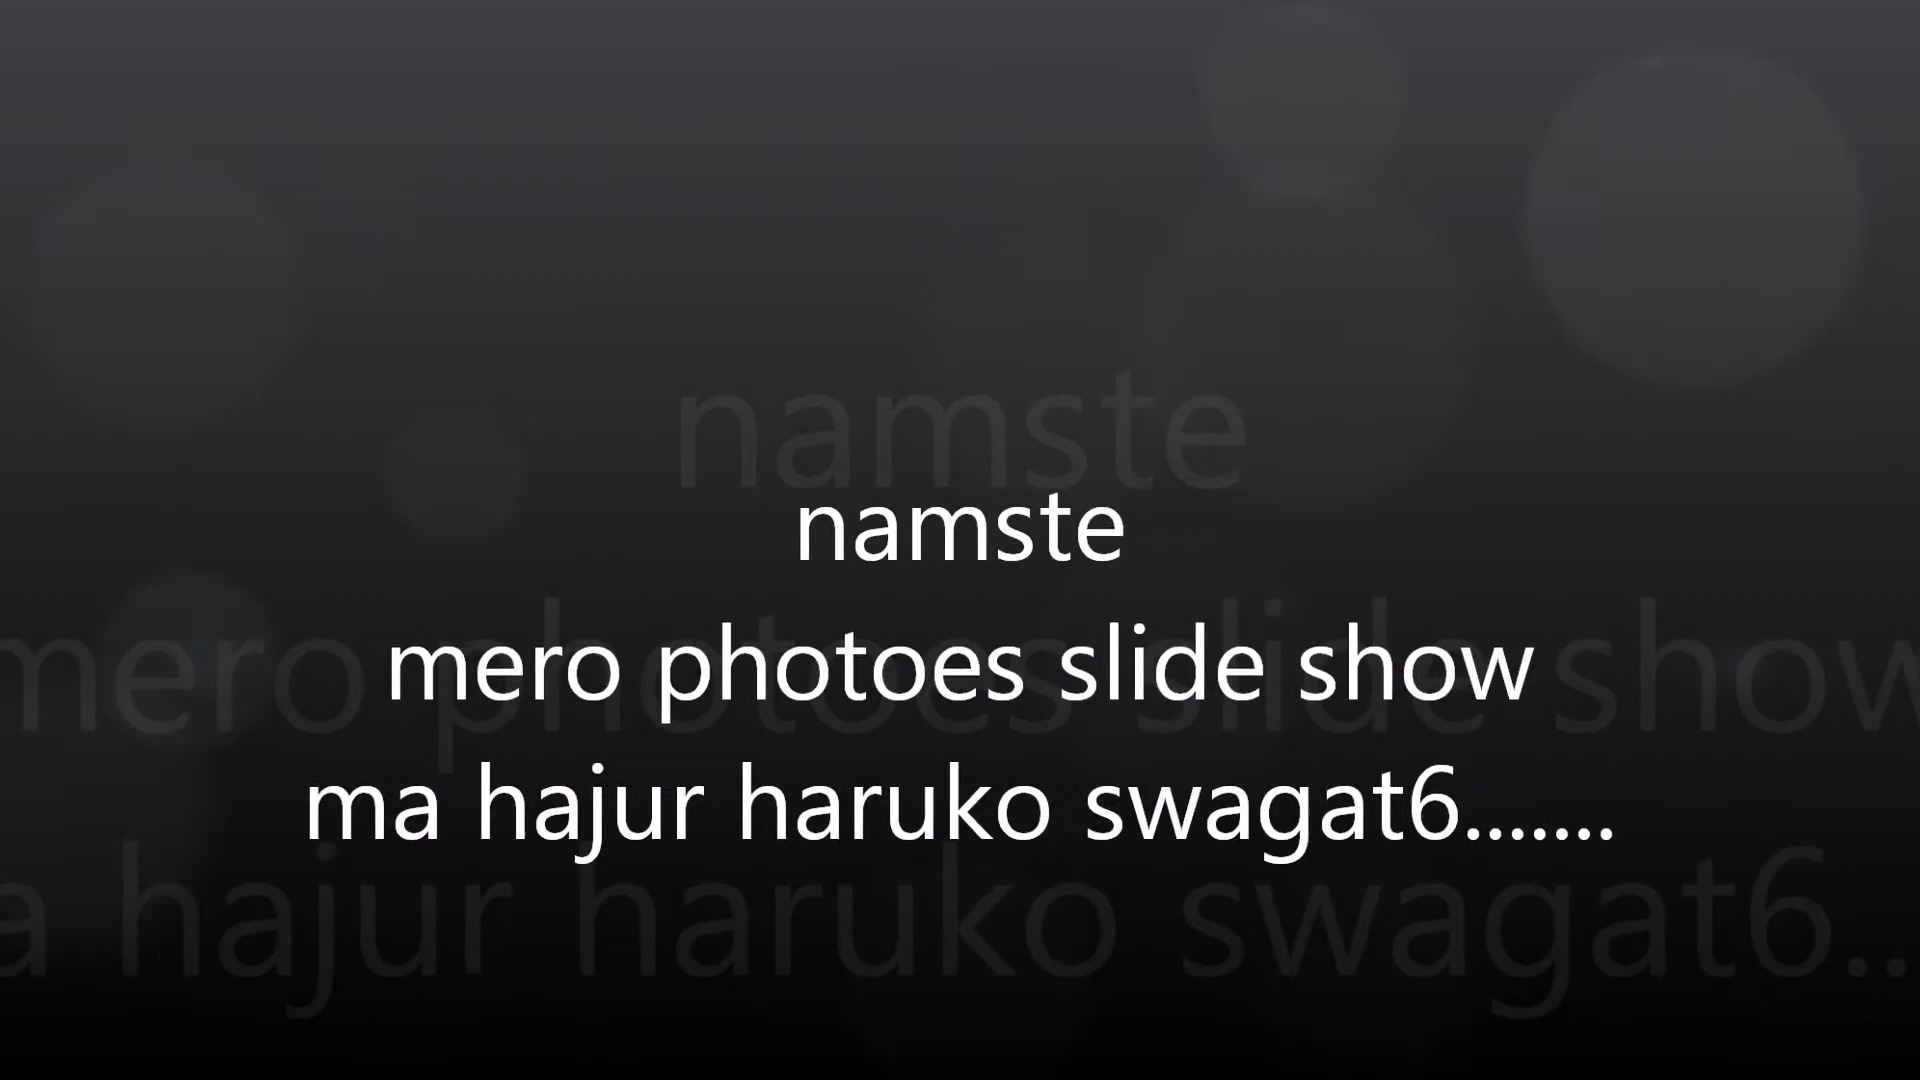 namste
mero photoes slide show
ma hajur haruko swagat6.......